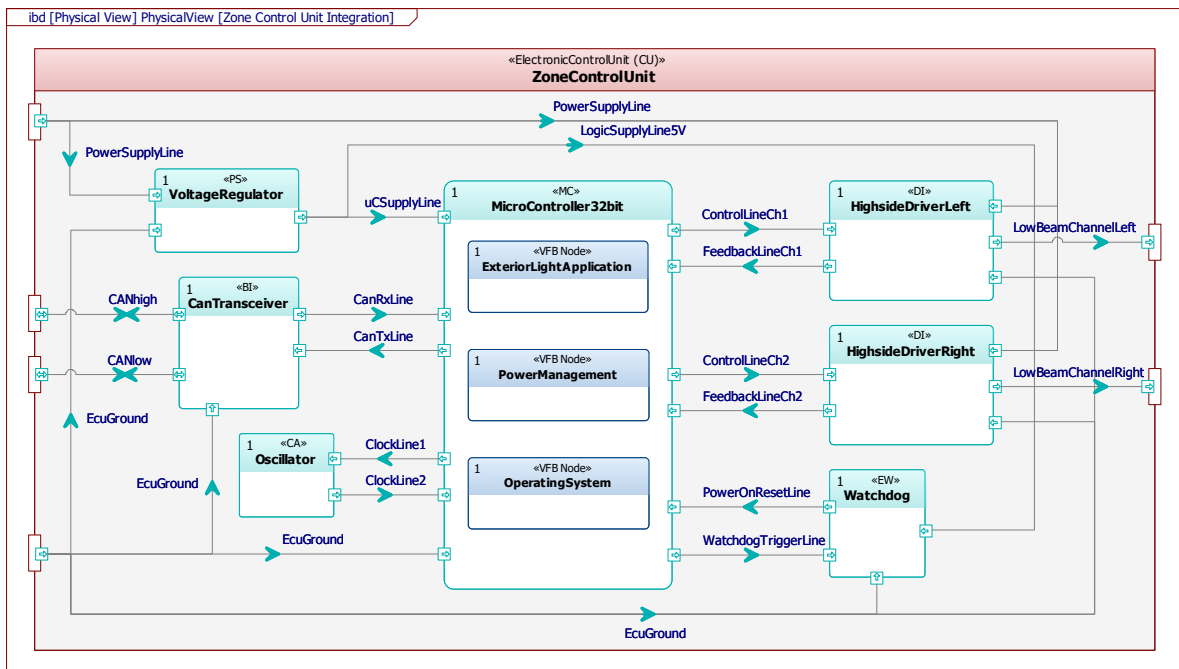 ibd [Physical View] PhysicalView [Zone Control Unit Integration]
«ElectronicControlUnit (CU)»
ZoneControlUnit
PowerSupplyLine
LogicSupplyLine5V
PowerSupplyLine
1 «PS»
VoltageRegulator
uCSupplyLine
1 «MC»
MicroController32bit
1 «DI»
HighsideDriverLeft
ControlLineCh1
FeedbackLineCh1
LowBeamChannelLeft
1 «VFB Node»
ExteriorLightApplication
1 «BI»
CanTransceiver
CANhigh
CanRxLine
CanTxLine
CANlow
1 «DI»
HighsideDriverRight
1 «VFB Node»
PowerManagement
ControlLineCh2
FeedbackLineCh2
LowBeamChannelRight
EcuGround
1 «CA»
Oscillator
ClockLine1
ClockLine2
EcuGround
1 «VFB Node»
OperatingSystem
PowerOnResetLine
1 «EW»
Watchdog
EcuGround
WatchdogTriggerLine
EcuGround